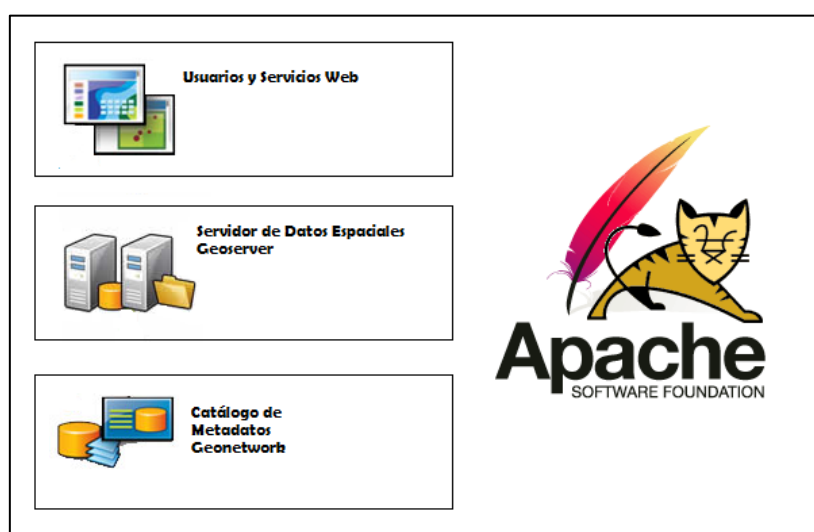 Usuarios y Servicios Web
Servidor de Datos Espaciales
Geoserver
Catálogo de
Metadatos
Geonetwork
Apache
SOFTWARE FOUNDATION